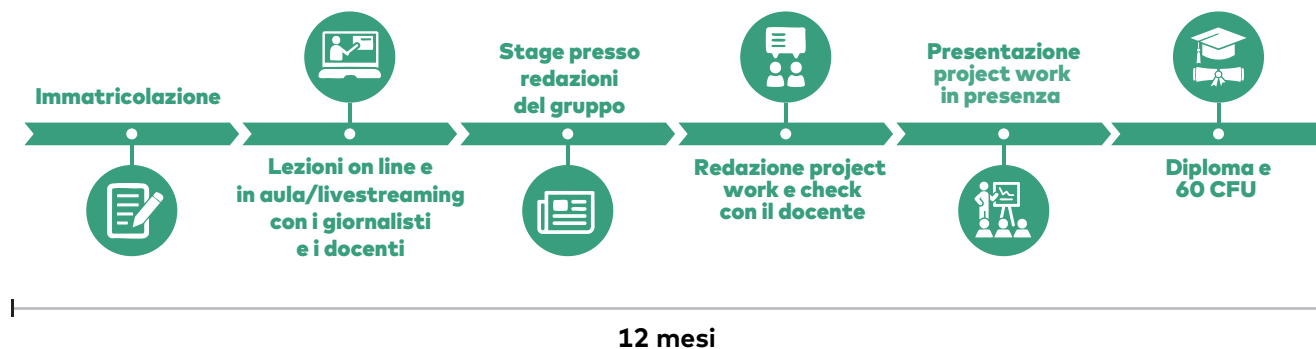 Immatricolazione
Lezioni on line e
in aula/livestreaming
con i giornalisti
e i docenti
Stage presso
redazioni
del gruppo
Redazione project
work e check
con il docente
Presentazione
project work
in presenza
Diploma e
60 CFU
12 mesi